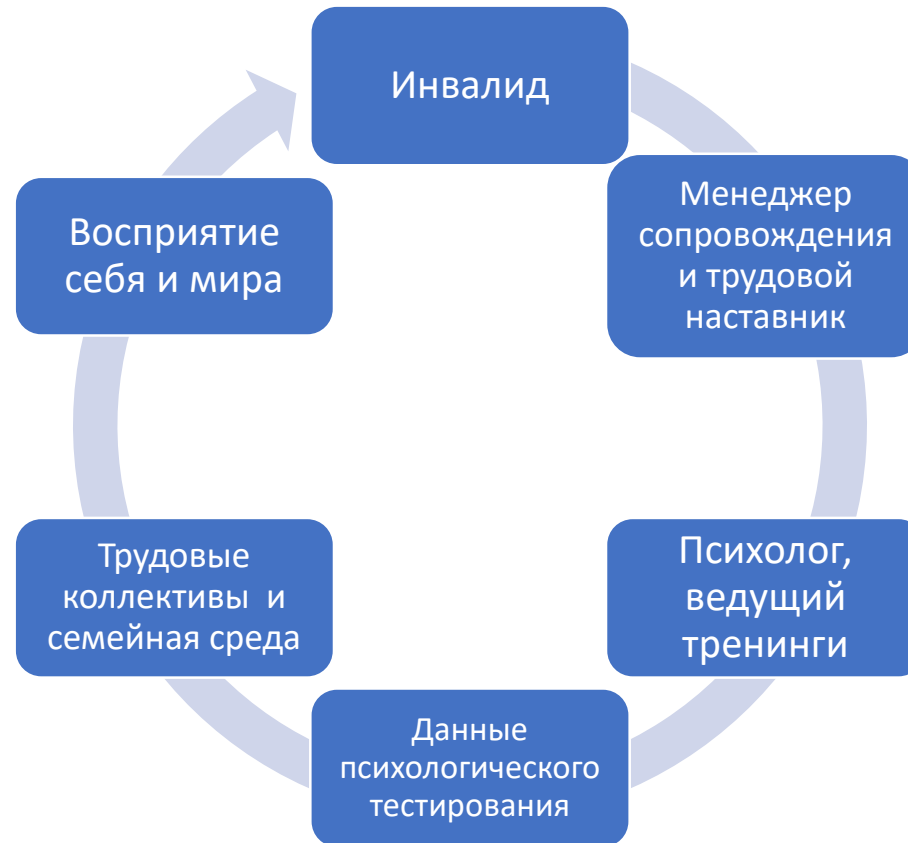 Инвалид
Менеджер
сопровождения
и трудовой
наставник
Психолог,
ведущий
тренинги
Данные
психологического
тестирования
Трудовые
коллективы  и
семейная среда
Восприятие
себя и мира